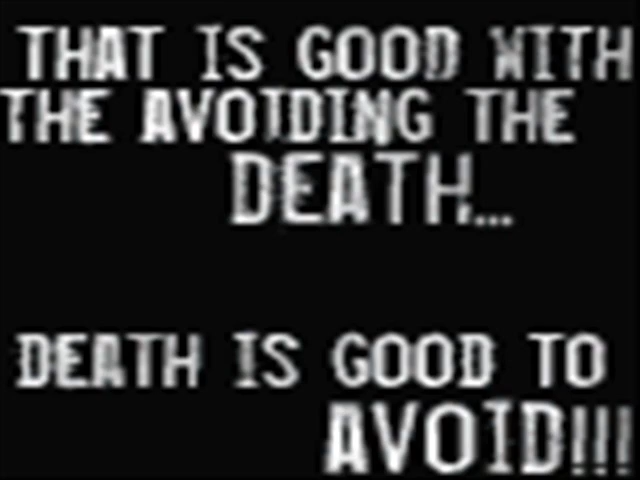 THAT IS GOOD WITH
THE AVOIDING THE
DEATH...
DEATH IS GOOD TO
AVOID!!!